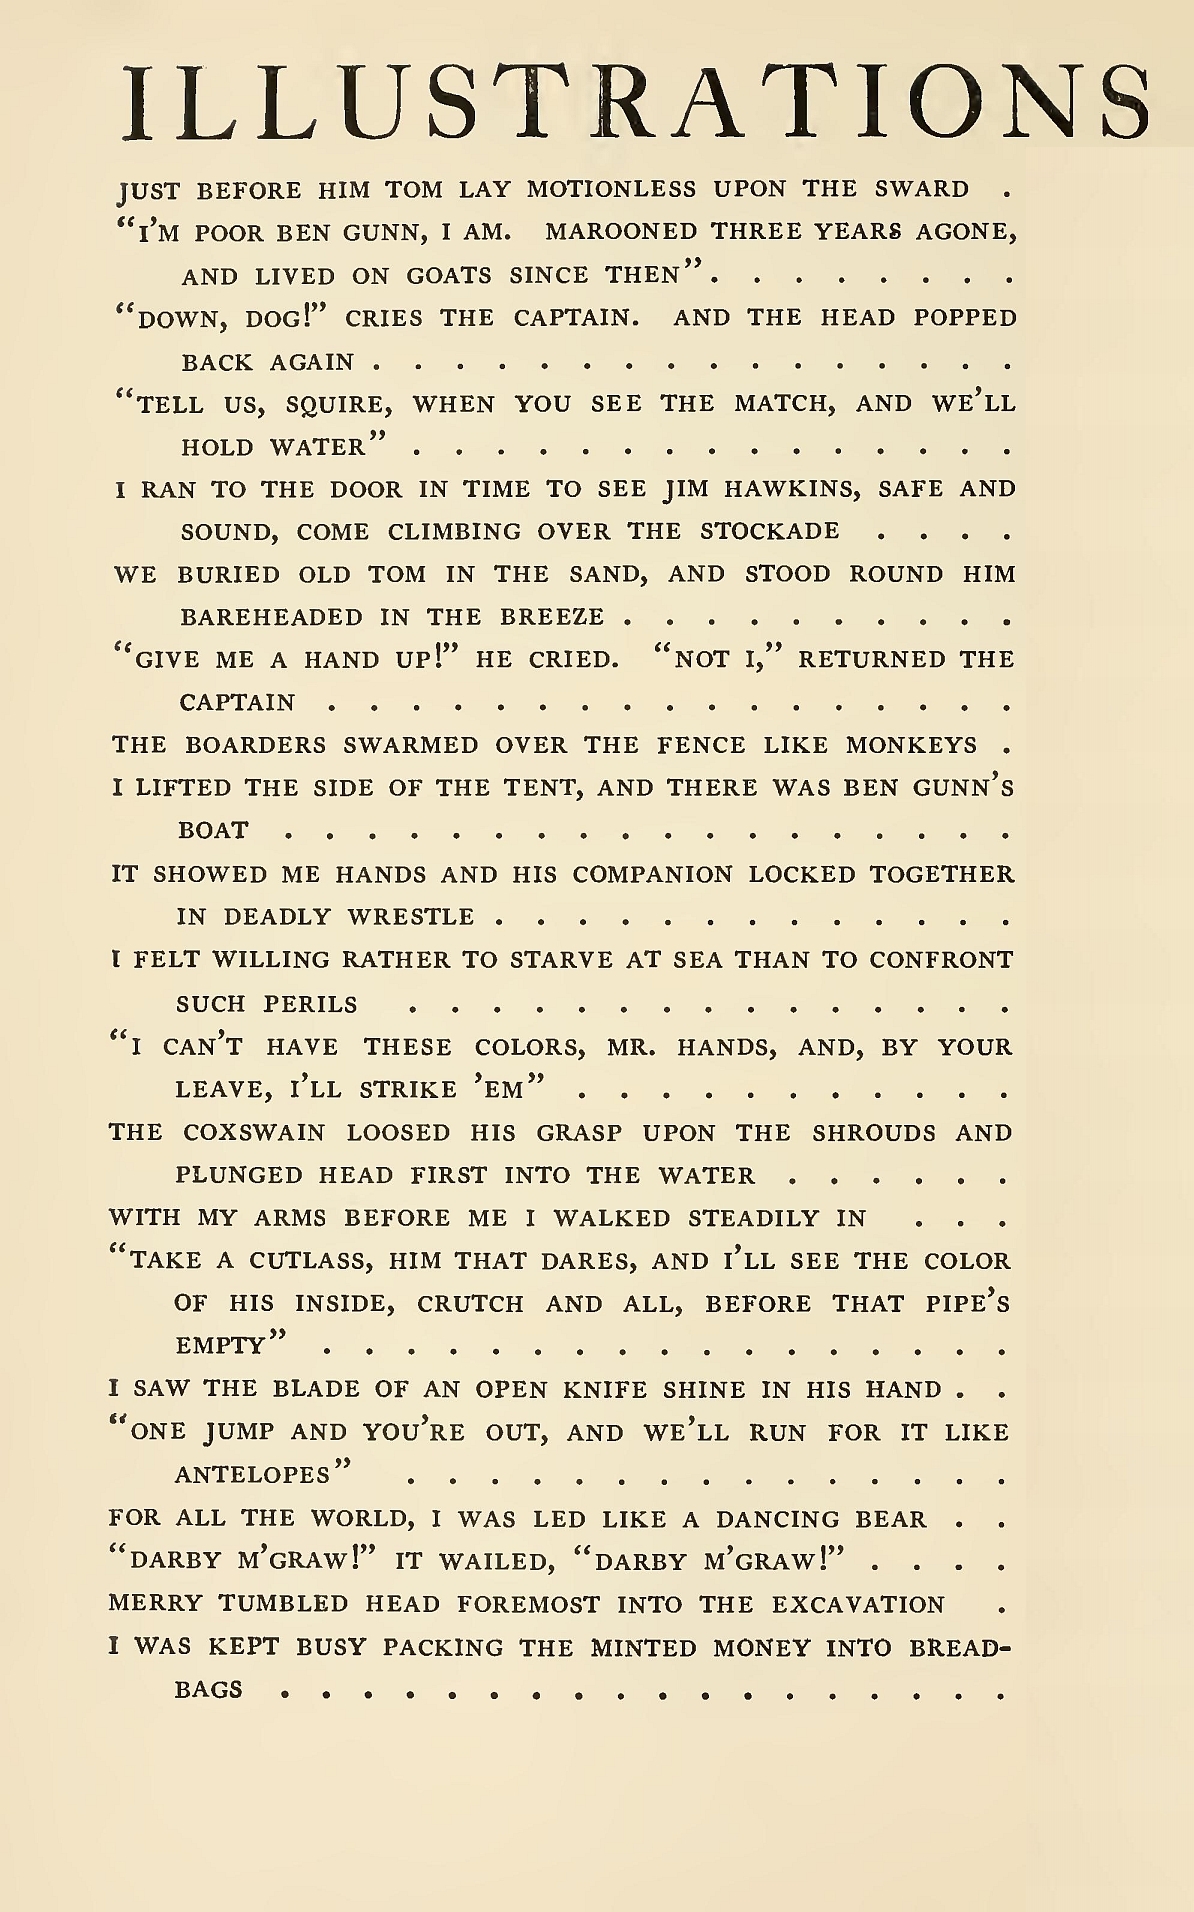 ILLUSTRATIONS
JUST BEFORE HIM TOM LAY MOTIONLESS UPON THE SWARD .
“I’M POOR BEN GUNN, I AM. MAROONED THREE YEARS AGONE,
AND LIVED ON GOATS SINCE THEN” . . . . . . . .
“DOWN, DOG!” CRIES THE CAPTAIN. AND THE HEAD POPPED
BACK AGAIN . . . . . . . . . . . . . . . .
“TELL US, SQUIRE, WHEN YOU SEE THE MATCH, AND WE’LL
HOLD WATER” . . . . . . . . . . . . . . .
I RAN TO THE DOOR IN TIME TO SEE JIM HAWKINS, SAFE AND
SOUND, COME CLIMBING OVER THE STOCKADE . . . .
WE BURIED OLD TOM IN THE SAND, AND STOOD ROUND HIM
BAREHEADED IN THE BREEZE . . . . . . . . . .
“GIVE ME A HAND UP!” HE CRIED. “NOT I,” RETURNED THE
CAPTAIN . . . . . . . . . . . . . . . . .
THE BOARDERS SWARMED OVER THE FENCE LIKE MONKEYS .
I LIFTED THE SIDE OF THE TENT, AND THERE WAS BEN GUNN’S
BOAT . . . . . . . . . . . . . . . . . .
IT SHOWED ME HANDS AND HIS COMPANION LOCKED TOGETHER
IN DEADLY WRESTLE . . . . . . . . . . . . .
I FELT WILLING RATHER TO STARVE AT SEA THAN TO CONFRONT
SUCH PERILS . . . . . . . . . . . . . . .
“I CAN’T HAVE THESE COLORS, MR. HANDS, AND, BY YOUR
LEAVE, I’LL STRIKE ’EM” . . . . . . . . . . .
THE COXSWAIN LOOSED HIS GRASP UPON THE SHROUDS AND
PLUNGED HEAD FIRST INTO THE WATER . . . . . .
WITH MY ARMS BEFORE ME I WALKED STEADILY IN . . .
“TAKE A CUTLASS, HIM THAT DARES, AND I’LL SEE THE COLOR
OF HIS INSIDE, CRUTCH AND ALL, BEFORE THAT PIPE’S
EMPTY” . . . . . . . . . . . . . . . . .
I SAW THE BLADE OF AN OPEN KNIFE SHINE IN HIS HAND . .
“ONE JUMP AND YOU’RE OUT, AND WE’LL RUN FOR IT LIKE
ANTELOPES” . . . . . . . . . . . . . . .
FOR ALL THE WORLD, I WAS LED LIKE A DANCING BEAR . .
“DARBY M’GRAW!” IT WAILED, “DARBY M’GRAW!” . . . .
MERRY TUMBLED HEAD FOREMOST INTO THE EXCAVATION .
I WAS KEPT BUSY PACKING THE MINTED MONEY INTO BREAD-
BAGS . . . . . . . . . . . . . . . . . .